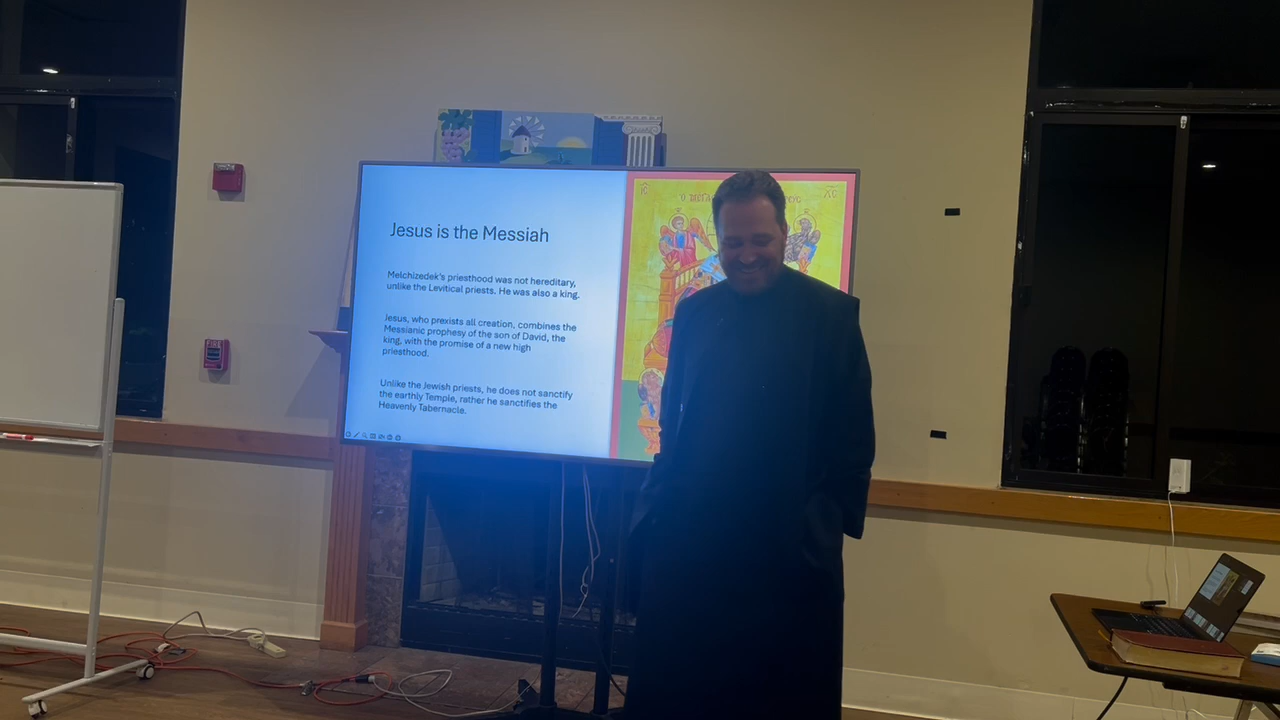 Jesus is the Messiah
Melchizedek's priesthood was not hereditary,
unlike the Levitical priests. He was also a king.
Jesus, who prexists all creation, combines the
Messianic prophesy of the son of David, the
king, with the promise of a new high
priesthood.
Unlike the Jewish priests, he does not sanctify
the earthly Temple, rather he sanctifies the
Heavenly Tabernacle.
FIRE